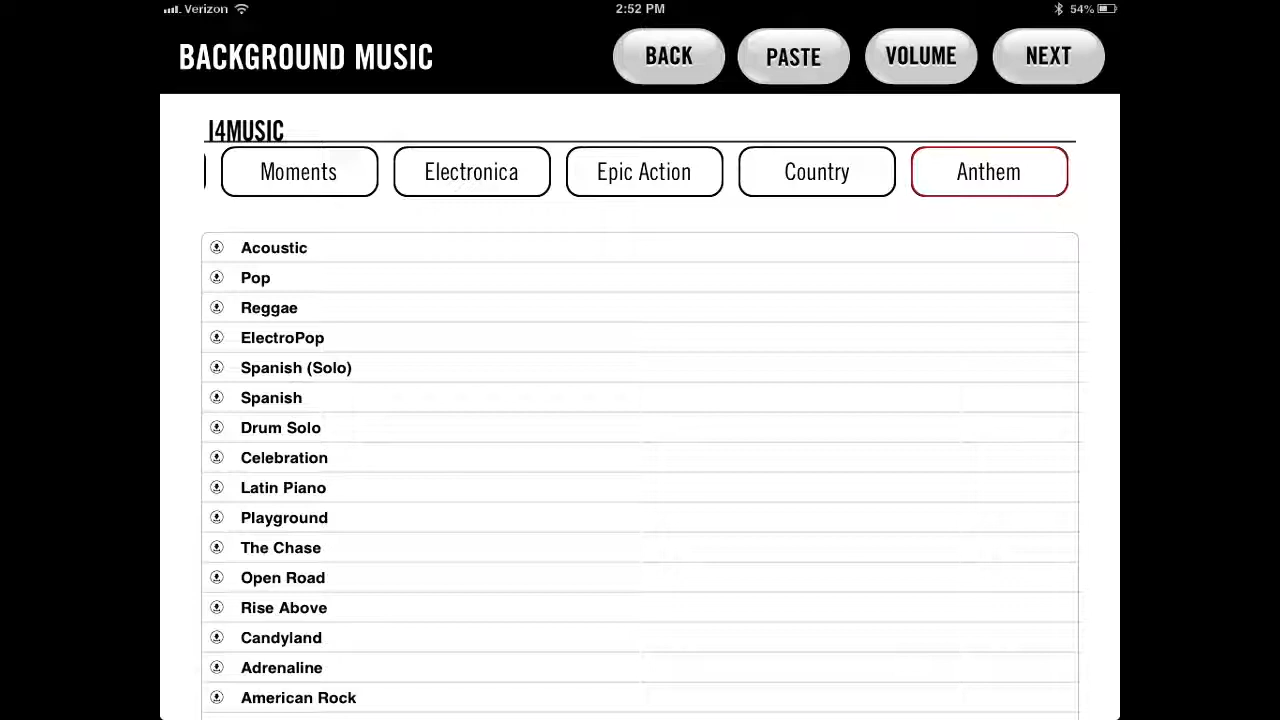 Verizon 2:52 PM 54%
BACKGROUND MUSIC BACK PASTE VOLUME NEXT
I4MUSIC
Moments Electronica Epic Action Country Anthem
Acoustic
Pop
Reggae
ElectroPop
Spanish (Solo)
Spanish
Drum Solo
Celebration
Latin Piano
Playground
The Chase
Open Road
Rise Above
Candyland
Adrenaline
American Rock